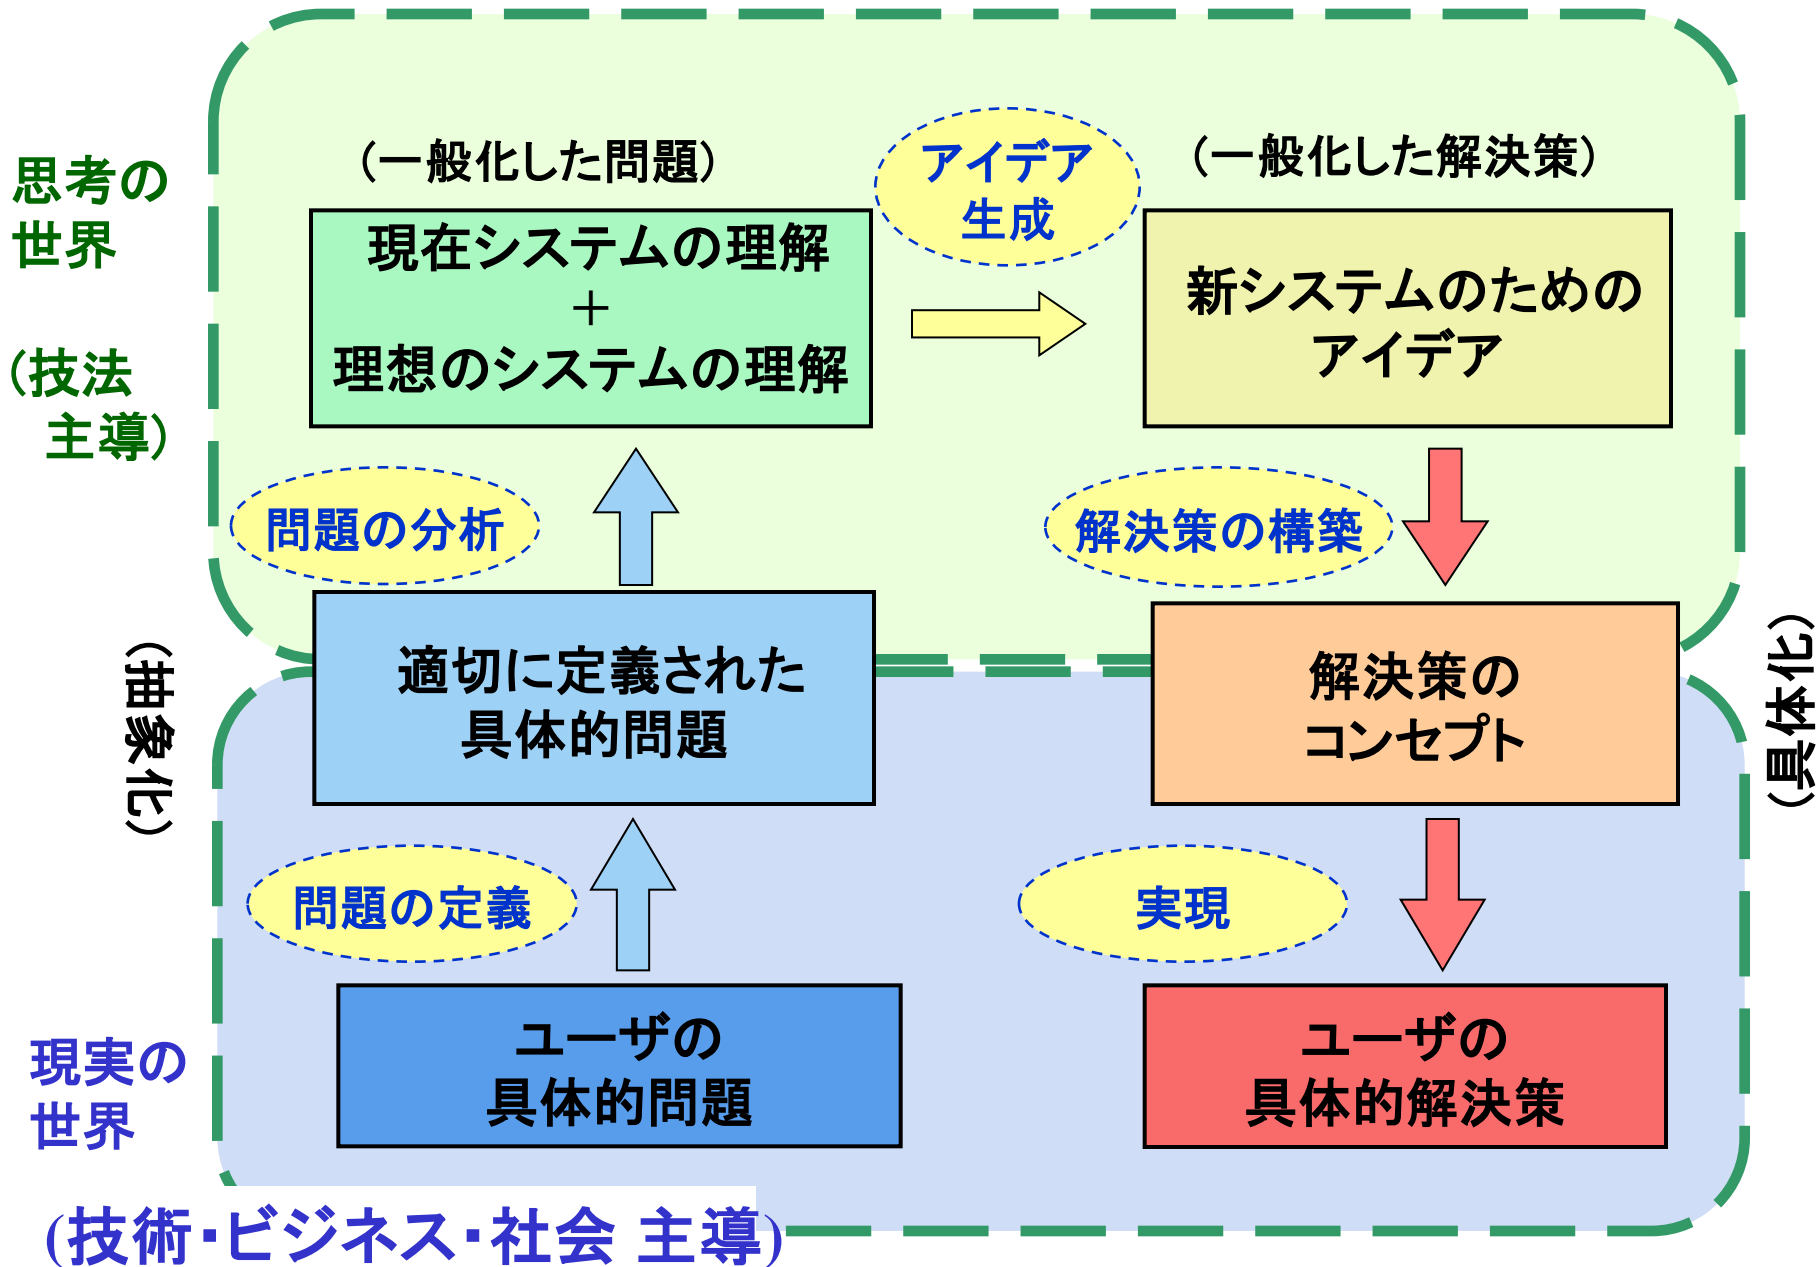 思考の
世界
(技法
主導)
(一般化した問題)
現在システムの理解
+
理想のシステムの理解
アイデア
生成
(一般化した解決策)
新システムのための
アイデア
問題の分析
解決策の構築
(抽象化)
適切に定義された
具体的問題
解決策の
コンセプト
(具体化)
問題の定義
実現
現実の
世界
ユーザの
具体的問題
ユーザの
具体的解決策
(技術・ビジネス・社会 主導)